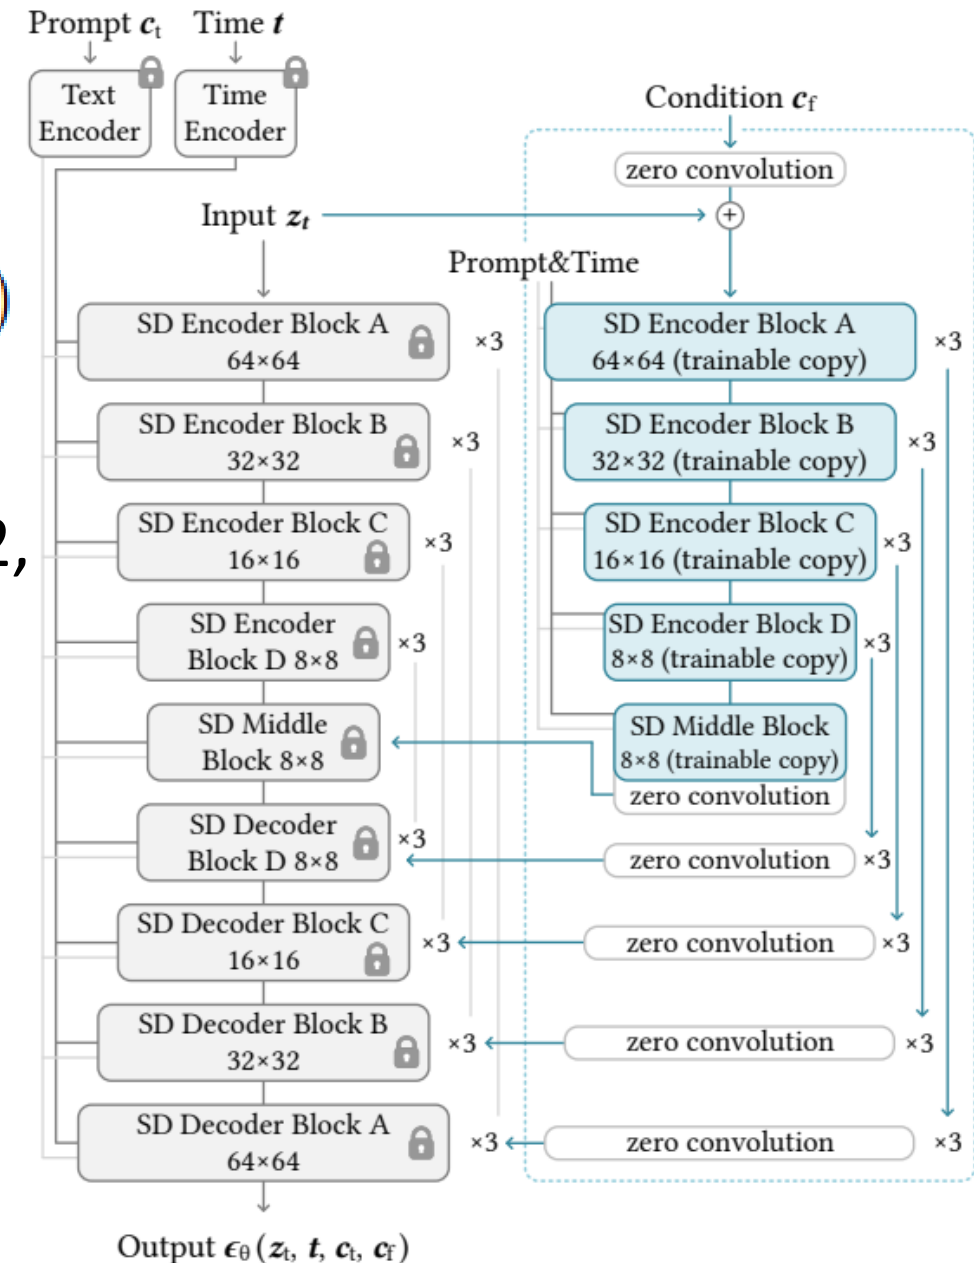 Prompt cₜ
Time t
Text
Encoder
Time
Encoder
Input zₜ
)
2,
SD Encoder Block A
64×64
×3
SD Encoder Block B
32×32
×3
SD Encoder Block C
16×16
×3
SD Encoder
Block D 8×8
×3
SD Middle
Block 8×8
SD Decoder
Block D 8×8
×3
SD Decoder Block C
16×16
×3
SD Decoder Block B
32×32
×3
SD Decoder Block A
64×64
×3
Output ϵθ(zₜ, t, cₜ, c_f)
Condition c_f
zero convolution
+
Prompt&Time
SD Encoder Block A
64×64 (trainable copy)
×3
SD Encoder Block B
32×32 (trainable copy)
×3
SD Encoder Block C
16×16 (trainable copy)
×3
SD Encoder Block D
8×8 (trainable copy)
×3
SD Middle Block
8×8 (trainable copy)
zero convolution
zero convolution
×3
zero convolution
×3
zero convolution
×3
zero convolution
×3